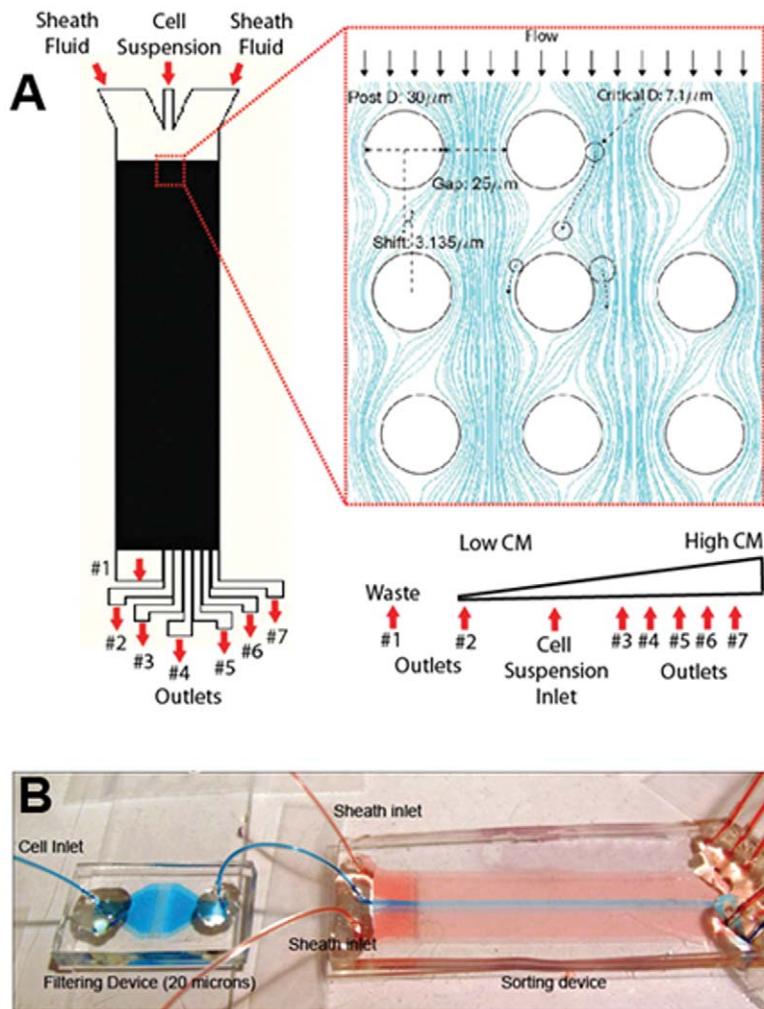 Sheath
Fluid
Cell
Suspension
Sheath
Fluid
A
Flow
Post D: 30μm
Critical D: 7.1μm
Gap: 25μm
Shift: 3.135μm
#1
#2
#3
#4
#5
#6
#7
Outlets
Low CM
High CM
Waste
#1
#2
Cell
Suspension
Inlet
#3 #4 #5 #6 #7
Outlets
Outlets
B
Cell Inlet
Sheath inlet
Sheath inlet
Filtering Device (20 microns)
Sorting device